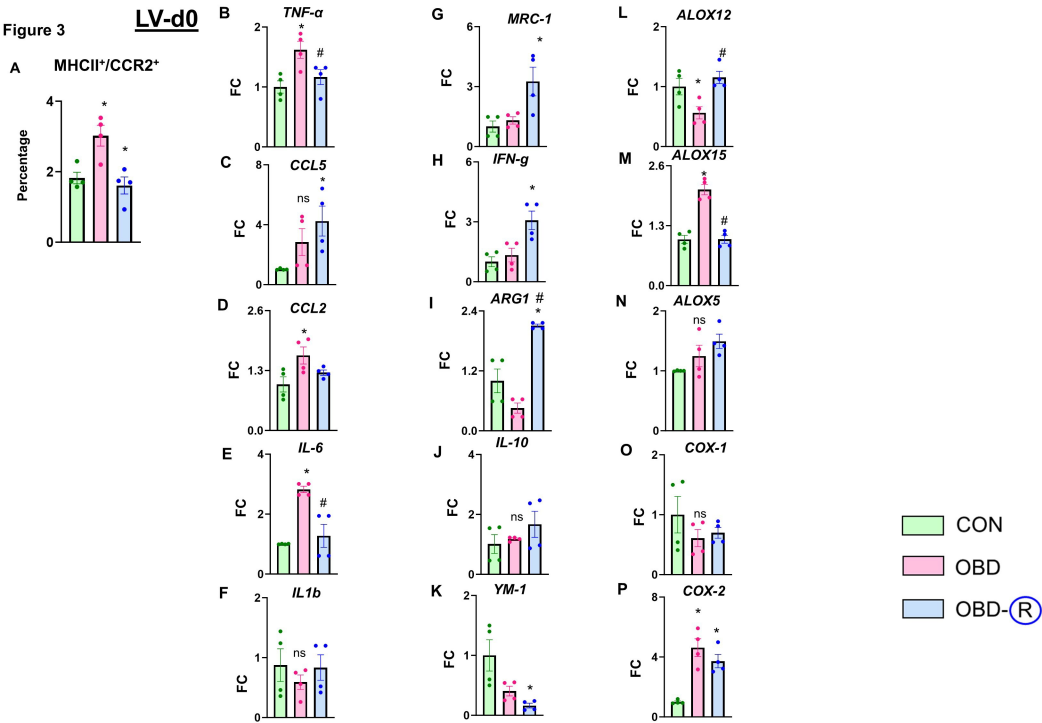 Figure 3
LV-d0
A
MHCII⁺/CCR2⁺
Percentage
4
2
0
*
*
B
TNF-α
FC
2
1
0
*
#
C
CCL5
FC
8
4
0
ns
*
D
CCL2
FC
2.6
1.3
0.0
*
E
IL-6
FC
4
2
0
*
#
F
IL1b
FC
2
1
0
ns
G
MRC-1
FC
6
3
0
*
H
IFN-g
FC
6
3
0
*
I
ARG1
FC
2.4
1.2
0.0
#
*
J
IL-10
FC
4
2
0
ns
K
YM-1
FC
2
1
0
*
L
ALOX12
FC
2
1
0
*
#
M
ALOX15
FC
2.6
1.3
0.0
*
#
N
ALOX5
FC
2
1
0
ns
O
COX-1
FC
2
1
0
ns
P
COX-2
FC
8
4
0
*
*
CON
OBD
OBD-R